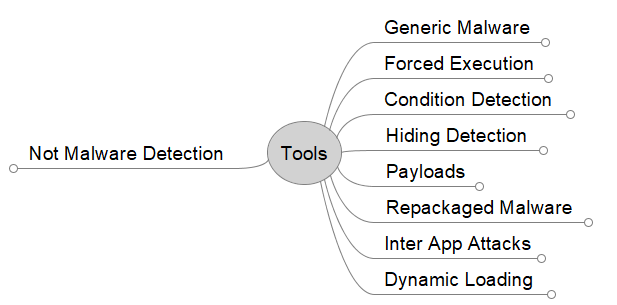 Generic Malware
Forced Execution
Condition Detection
Hiding Detection
Not Malware Detection
Tools
Payloads
Repackaged Malware
Inter App Attacks
Dynamic Loading